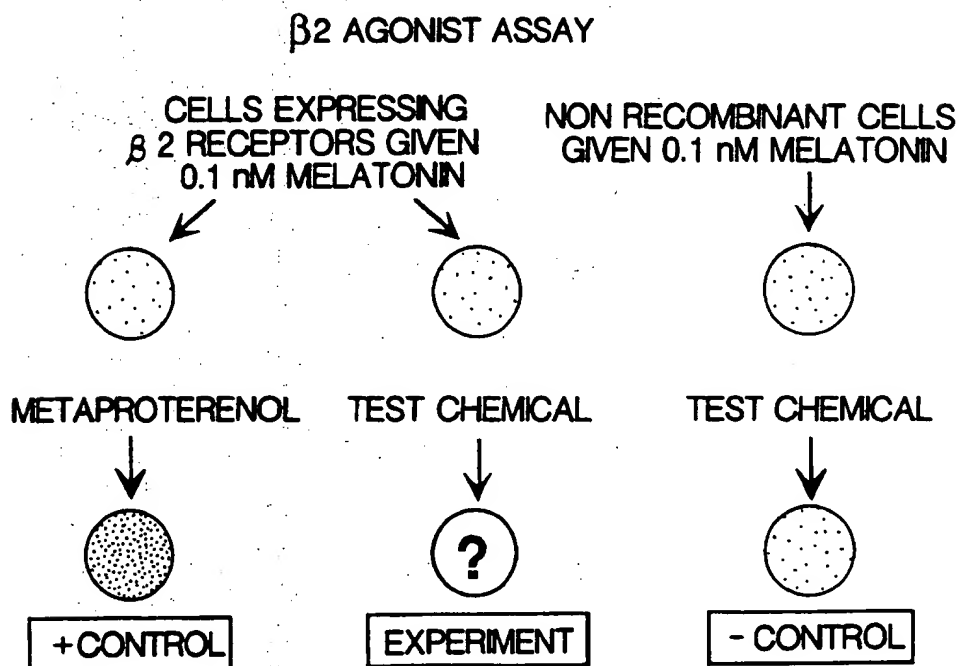 β2 AGONIST ASSAY
CELLS EXPRESSING
β 2 RECEPTORS GIVEN
0.1 nM MELATONIN
NON RECOMBINANT CELLS
GIVEN 0.1 nM MELATONIN
METAPROTERENOL
TEST CHEMICAL
TEST CHEMICAL
?
+ CONTROL
EXPERIMENT
- CONTROL